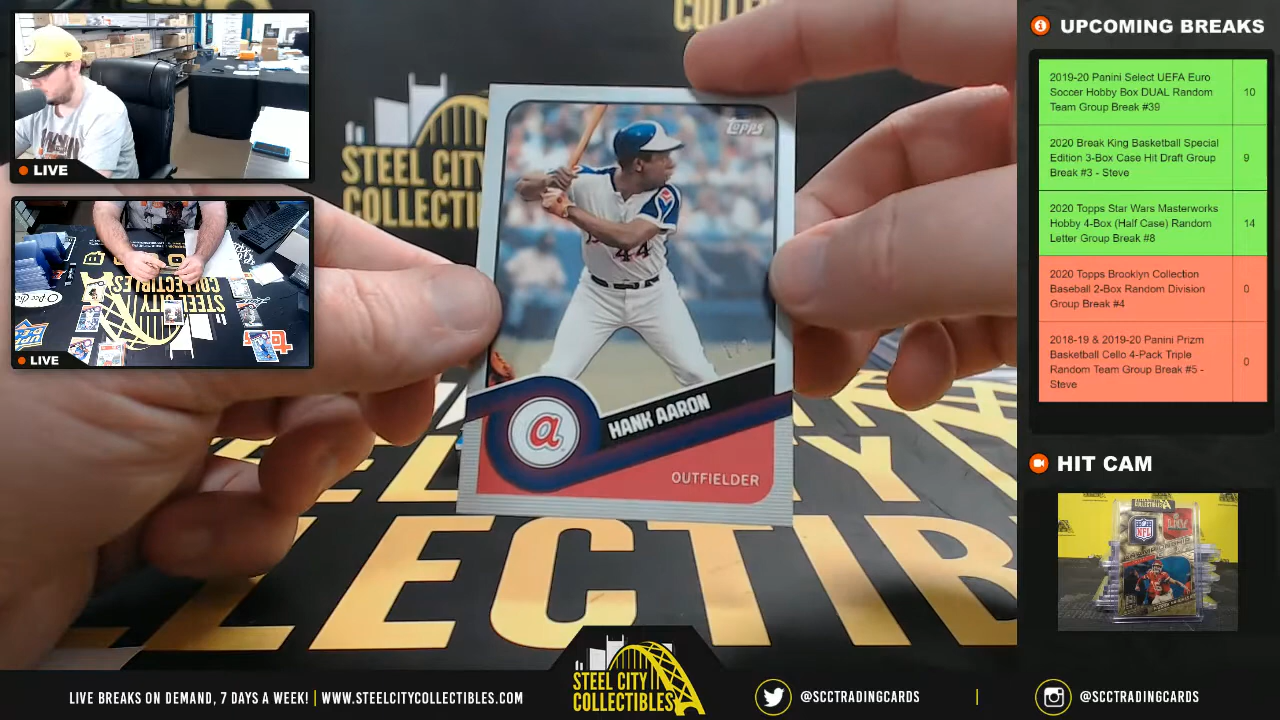 LIVE
LIVE
STEEL CITY
COLLECTI
topps
44
a
HANK AARON
OUTFIELDER
LECTIB
UPCOMING BREAKS
2019-20 Panini Select UEFA Euro
Soccer Hobby Box DUAL Random
Team Group Break #39
10
2020 Break King Basketball Special
Edition 3-Box Case Hit Draft Group
Break #3 - Steve
9
2020 Topps Star Wars Masterworks
Hobby 4-Box (Half Case) Random
Letter Group Break #8
14
2020 Topps Brooklyn Collection
Baseball 2-Box Random Division
Group Break #4
0
2018-19 & 2019-20 Panini Prizm
Basketball Cello 4-Pack Triple
Random Team Group Break #5 -
Steve
0
HIT CAM
NFL
LIVE BREAKS ON DEMAND, 7 DAYS A WEEK! | WWW.STEELCITYCOLLECTIBLES.COM
STEEL CITY
COLLECTIBLES
@SCCTRADINGCARDS
|
@SCCTRADINGCARDS